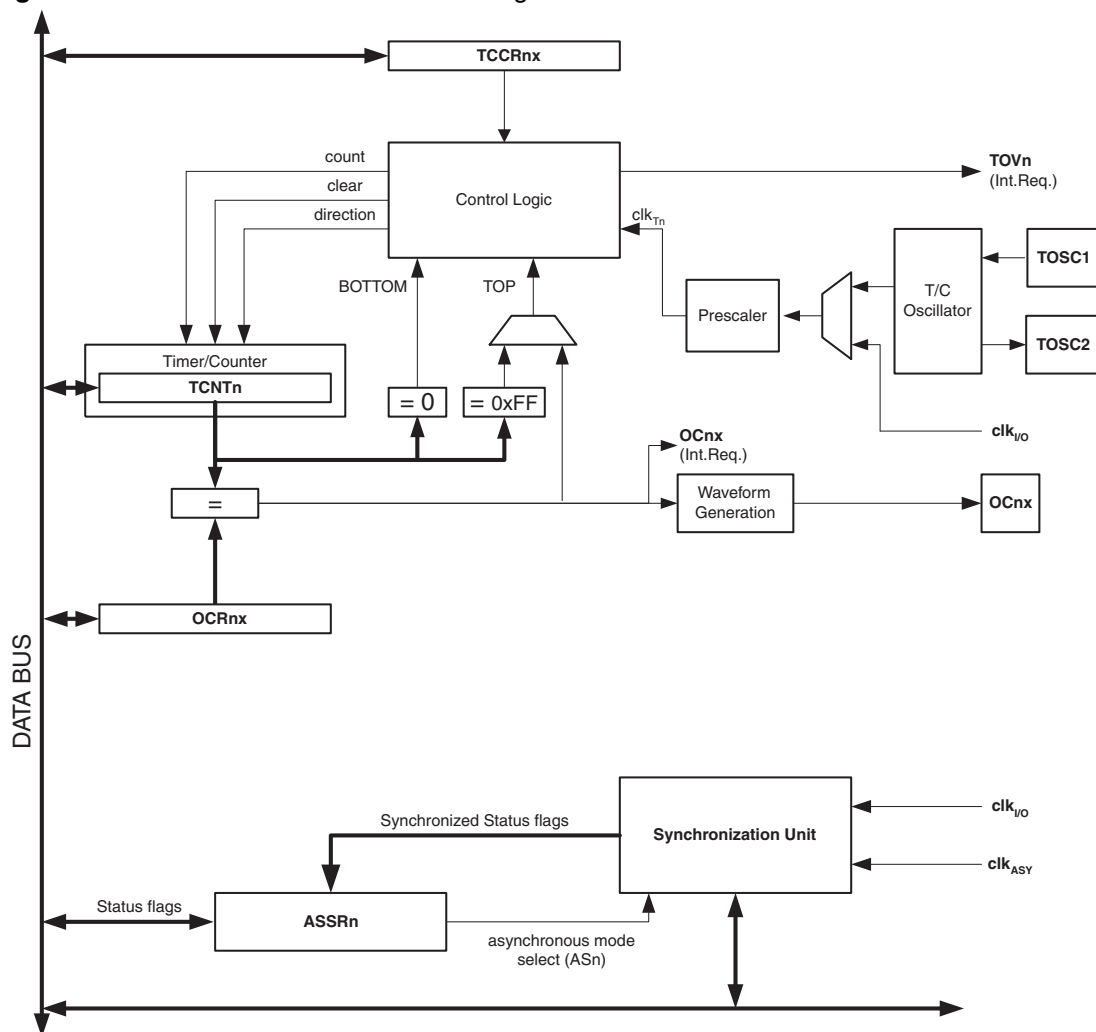 TCCRnx
count
clear
direction
Control Logic
TOVn
(Int.Req.)
clkTn
BOTTOM
TOP
Prescaler
T/C
Oscillator
TOSC1
TOSC2
Timer/Counter
TCNTn
= 0
= 0xFF
clkI/O
OCnx
(Int.Req.)
=
Waveform
Generation
OCnx
OCRnx
DATA BUS
Synchronized Status flags
Synchronization Unit
clkI/O
clkASY
Status flags
ASSRn
asynchronous mode
select (ASn)